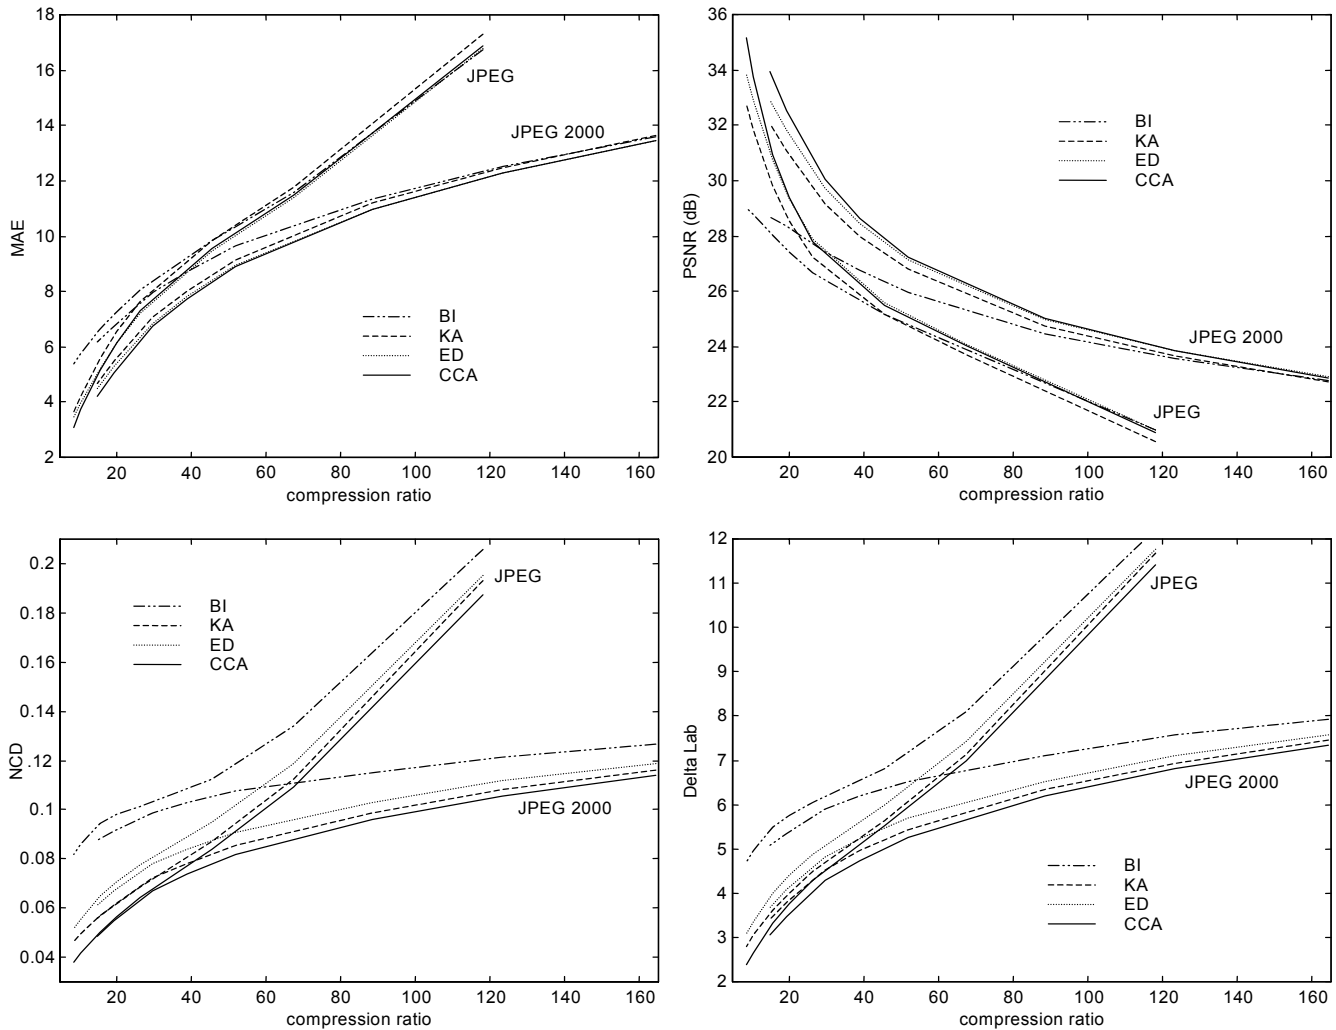 18
16
14
12
10
8
6
4
2
MAE
JPEG
JPEG 2000
BI
KA
ED
CCA
20 40 60 80 100 120 140 160
compression ratio
36
34
32
30
28
26
24
22
20
PSNR (dB)
BI
KA
ED
CCA
JPEG 2000
JPEG
20 40 60 80 100 120 140 160
compression ratio
0.2
0.18
0.16
0.14
0.12
0.1
0.08
0.06
0.04
NCD
JPEG
BI
KA
ED
CCA
JPEG 2000
20 40 60 80 100 120 140 160
compression ratio
12
11
10
9
8
7
6
5
4
3
2
Delta Lab
JPEG
JPEG 2000
BI
KA
ED
CCA
20 40 60 80 100 120 140 160
compression ratio